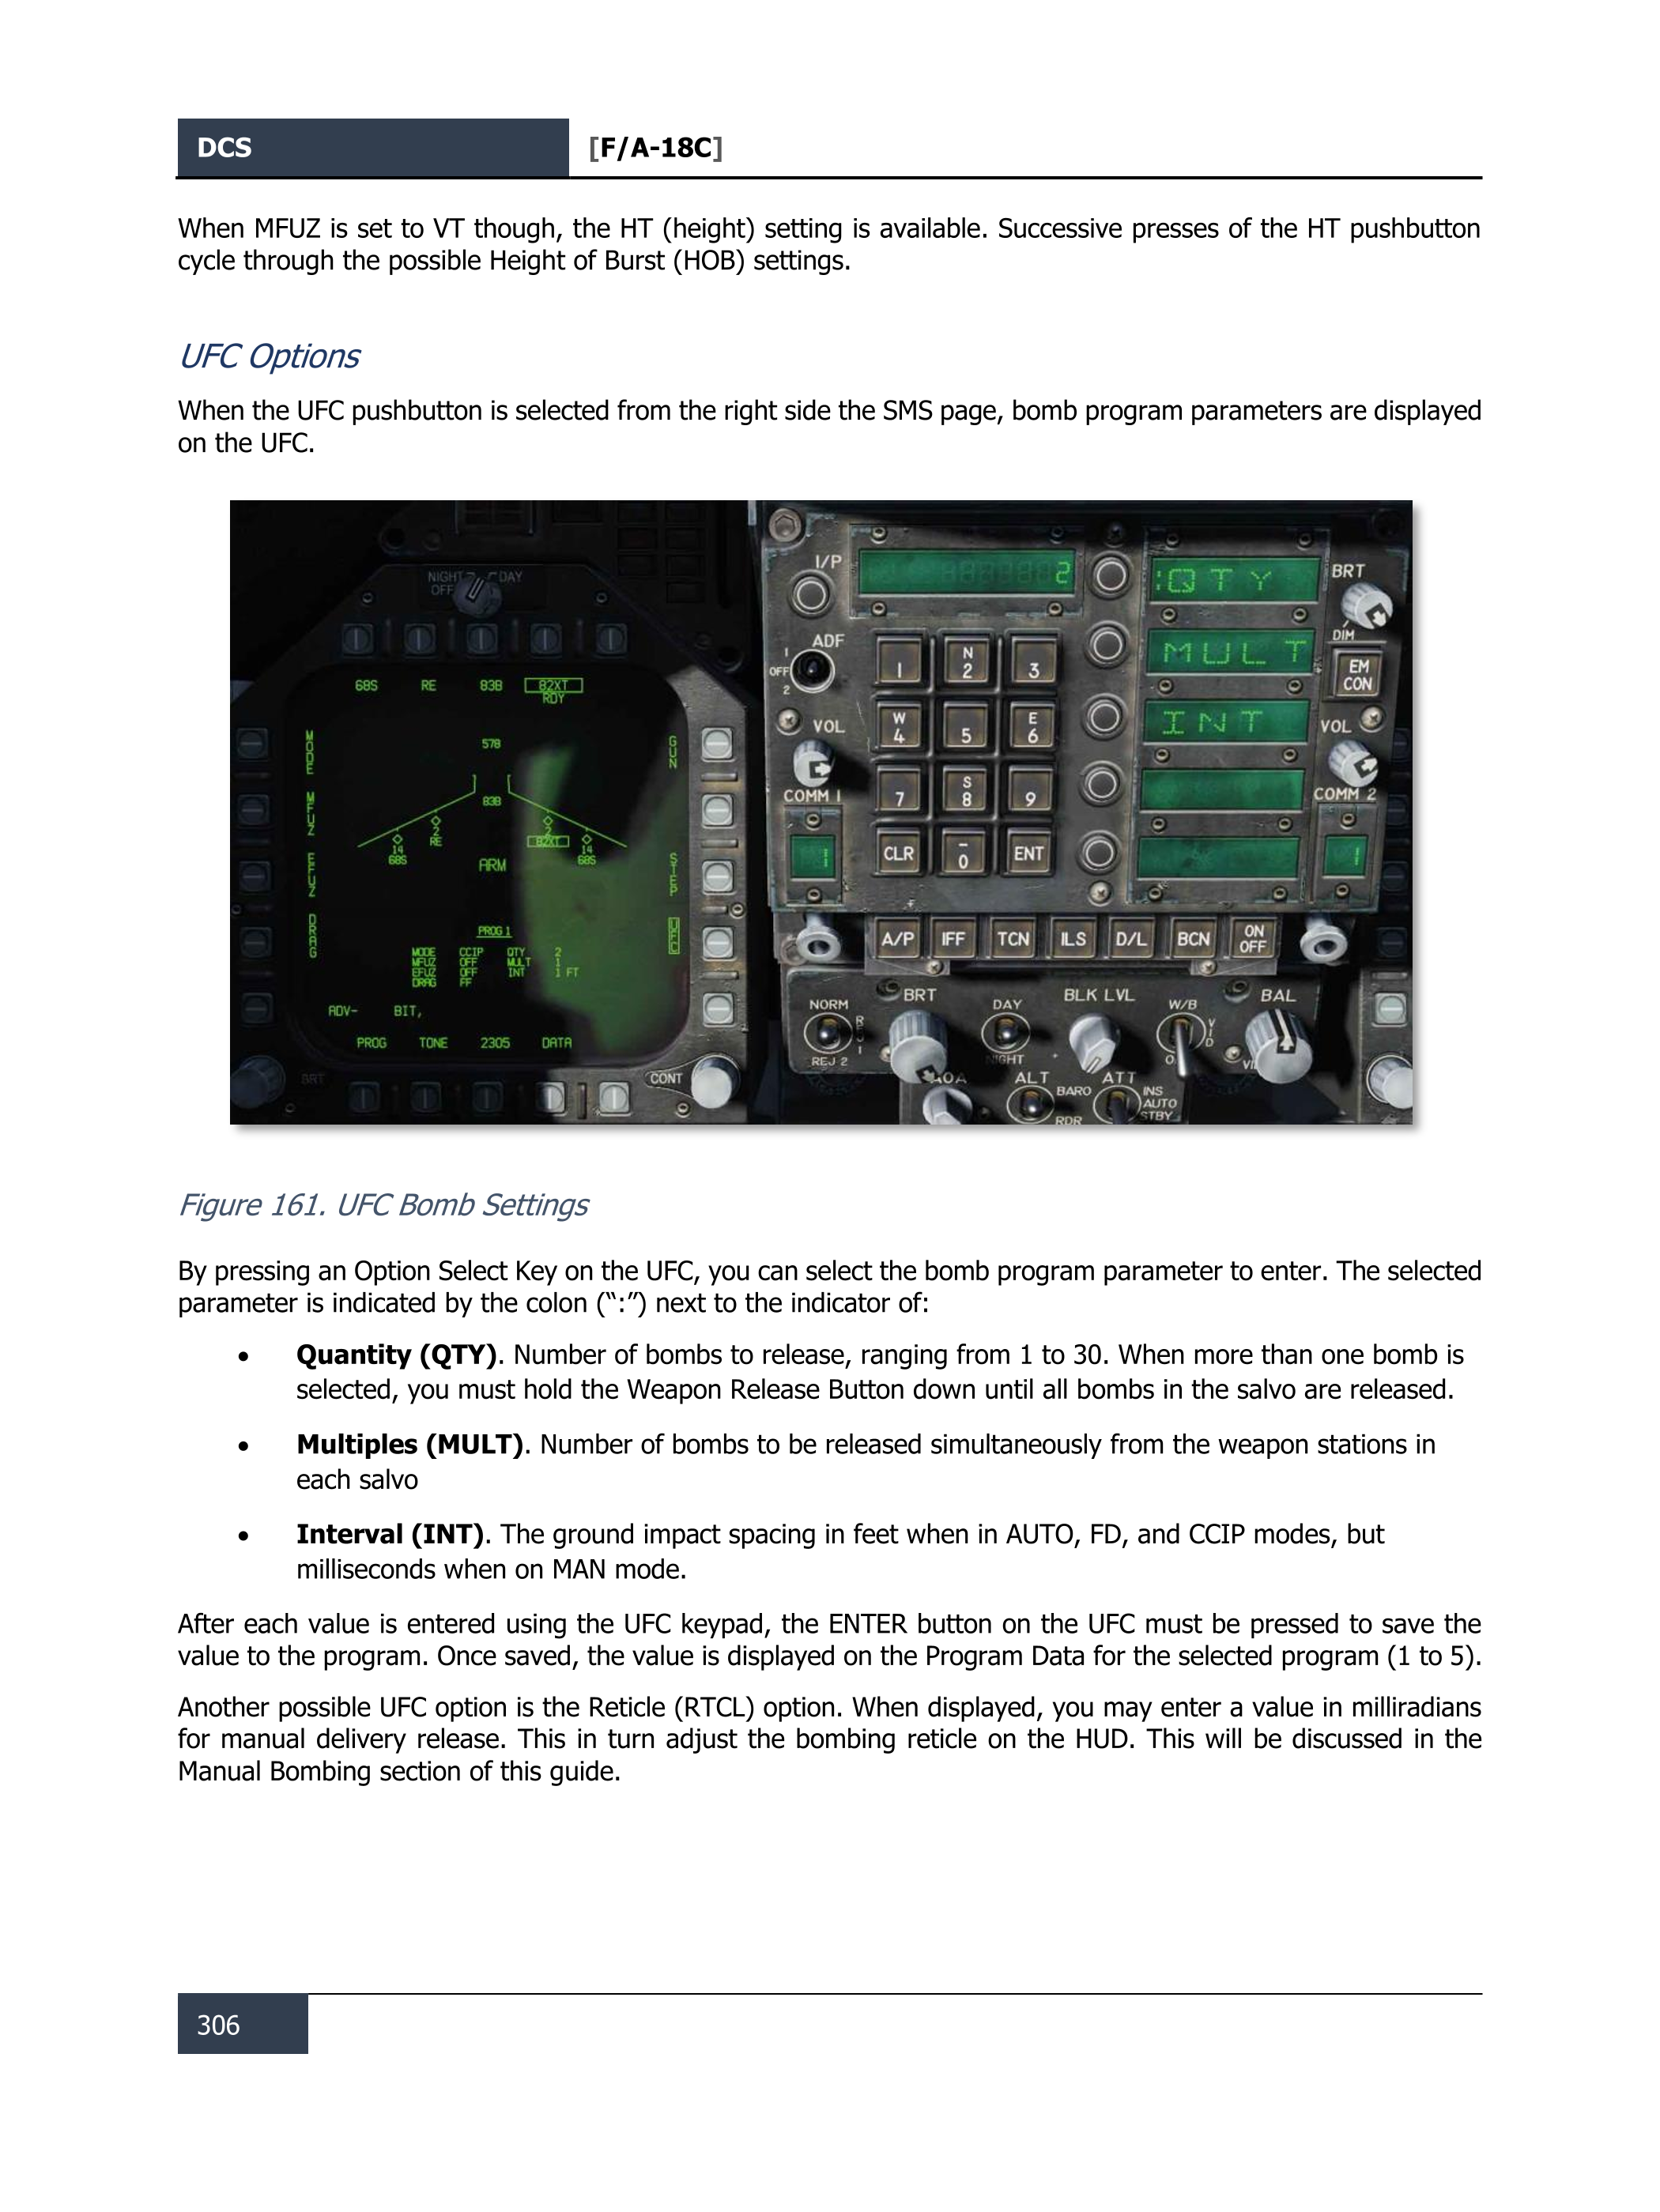 DCS [F/A-18C]
When MFUZ is set to VT though, the HT (height) setting is available. Successive presses of the HT pushbutton
cycle through the possible Height of Burst (HOB) settings.
UFC Options
When the UFC pushbutton is selected from the right side the SMS page, bomb program parameters are displayed
on the UFC.
NIGHT DAY
OFF
68S RE 83B 82XT
RDY
MODE
578
GUN
MFUZ
83B
2
RE
2
82XT
14
68S
14
68S
EFUZ
ARM
STEP
DRAG
UFC
PROG 1
MODE CCIP QTY 2
MFUZ OFF MULT 1
EFUZ OFF INT 1 FT
DRAG FF
ADV- BIT,
PROG TONE 2305 DATA
BRT
CONT
I/P
2
:QTY
BRT
DIM
ADF
1
OFF
2
MULT
EM
CON
INT
VOL
VOL
COMM 1
COMM 2
1
1
1 N 2 3
W 4 5 E 6
7 S 8 9
CLR – 0 ENT
A/P IFF TCN ILS D/L BCN ON OFF
NORM
REJ 1
REJ 2
BRT
DAY
NIGHT
BLK LVL
W/B
VID
BAL
AOA
ALT
BARO
RDR
ATT
INS
AUTO
STBY
Figure 161. UFC Bomb Settings
By pressing an Option Select Key on the UFC, you can select the bomb program parameter to enter. The selected
parameter is indicated by the colon (“:”) next to the indicator of:
• Quantity (QTY). Number of bombs to release, ranging from 1 to 30. When more than one bomb is
selected, you must hold the Weapon Release Button down until all bombs in the salvo are released.
• Multiples (MULT). Number of bombs to be released simultaneously from the weapon stations in
each salvo
• Interval (INT). The ground impact spacing in feet when in AUTO, FD, and CCIP modes, but
milliseconds when on MAN mode.
After each value is entered using the UFC keypad, the ENTER button on the UFC must be pressed to save the
value to the program. Once saved, the value is displayed on the Program Data for the selected program (1 to 5).
Another possible UFC option is the Reticle (RTCL) option. When displayed, you may enter a value in milliradians
for manual delivery release. This in turn adjust the bombing reticle on the HUD. This will be discussed in the
Manual Bombing section of this guide.
306